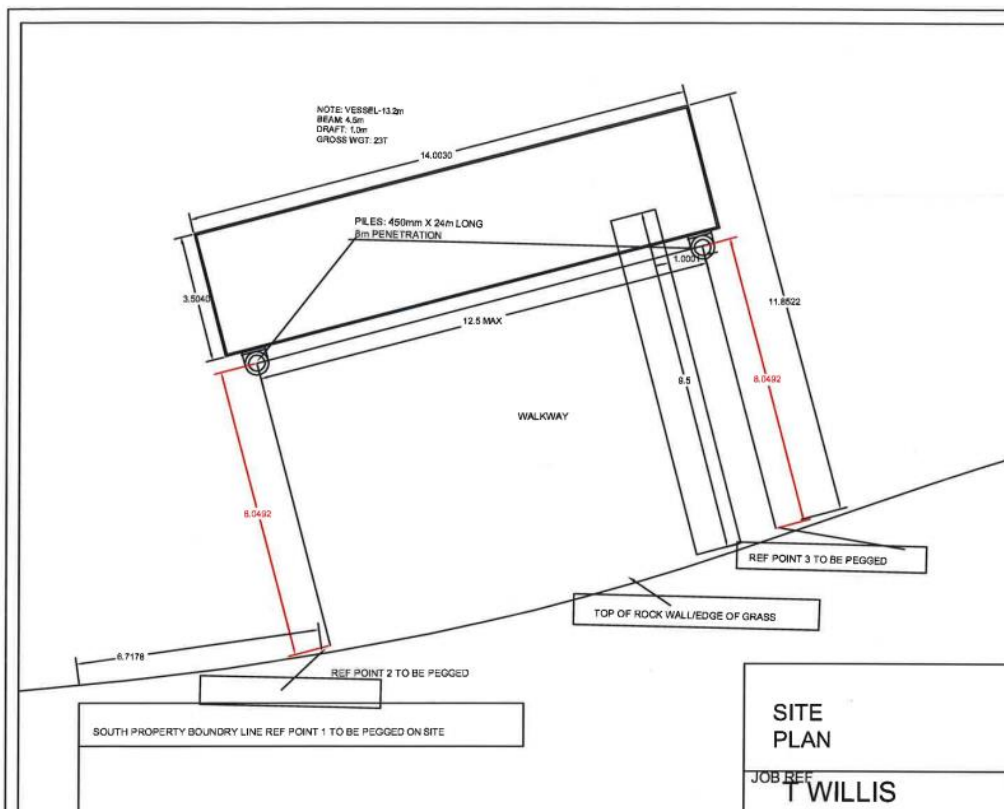 NOTE: VESSEL-13.2m
BEAM: 4.5m
DRAFT: 1.0m
GROSS WGT: 23T
14.0030
PILES: 450mm X 24/m LONG
8m PENETRATION
3.5040
1.0001
11.8522
12.5 MAX
8.0492
9.5
WALKWAY
8.0492
REF POINT 3 TO BE PEGGED
TOP OF ROCK WALL/EDGE OF GRASS
6.7178
REF POINT 2 TO BE PEGGED
SOUTH PROPERTY BOUNDRY LINE REF POINT 1 TO BE PEGGED ON SITE
SITE
PLAN
JOB REF
T WILLIS